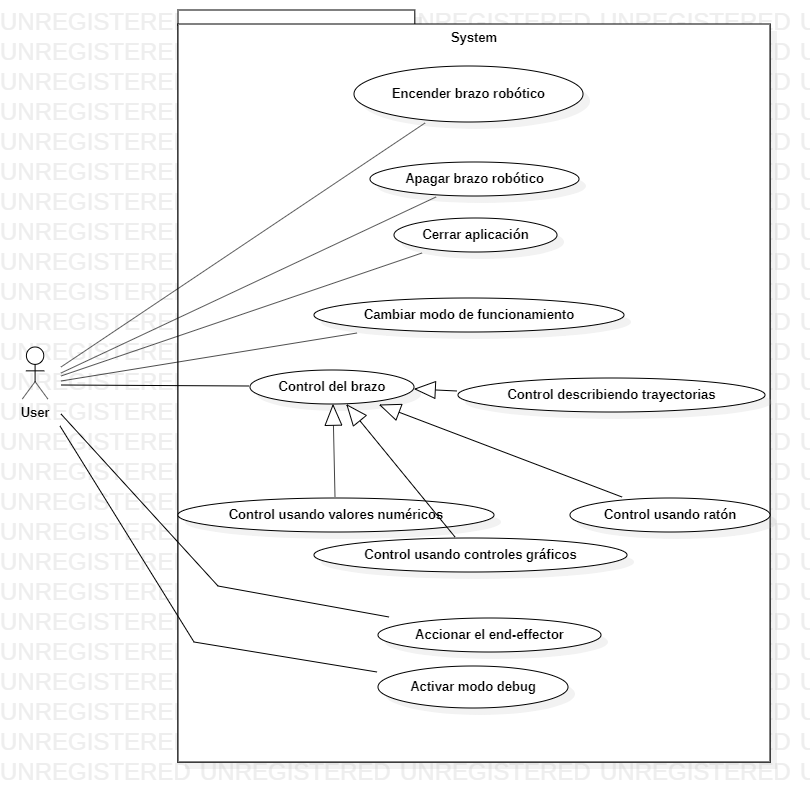 System
Encender brazo robótico
Apagar brazo robótico
Cerrar aplicación
Cambiar modo de funcionamiento
Control del brazo
Control describiendo trayectorias
User
Control usando valores numéricos
Control usando ratón
Control usando controles gráficos
Accionar el end-effector
Activar modo debug
UNREGISTERED UNREGISTERED UNREGISTERED UNREGISTERED